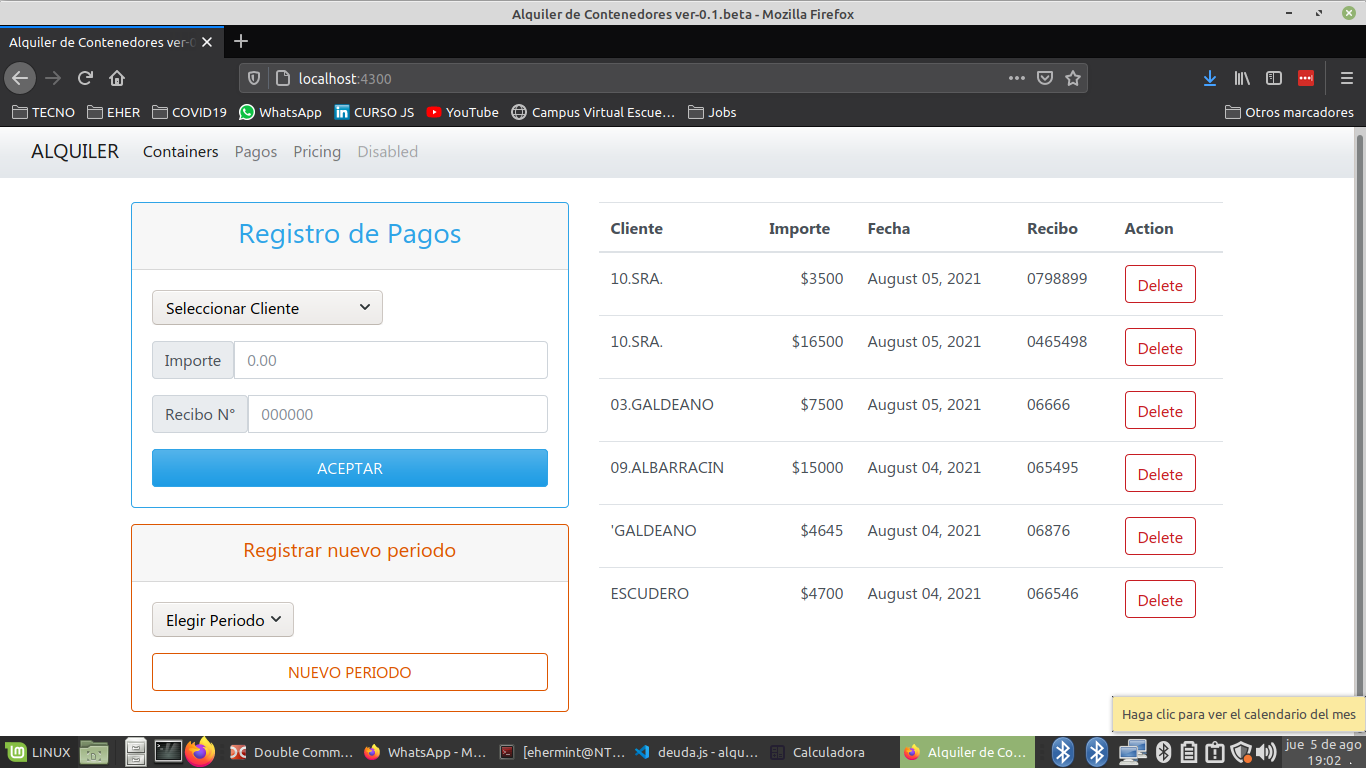 Alquiler de Contenedores ver-0.1.beta - Mozilla Firefox
Alquiler de Contenedores ver-0
localhost:4300
TECNO EHER COVID19 WhatsApp CURSO JS YouTube Campus Virtual Escue… Jobs Otros marcadores
ALQUILER Containers Pagos Pricing Disabled
Registro de Pagos
Seleccionar Cliente
Importe 0.00
Recibo N° 000000
ACEPTAR
Registrar nuevo periodo
Elegir Periodo
NUEVO PERIODO
Cliente Importe Fecha Recibo Action
10.SRA. $3500 August 05, 2021 0798899 Delete
10.SRA. $16500 August 05, 2021 0465498 Delete
03.GALDEANO $7500 August 05, 2021 06666 Delete
09.ALBARRACIN $15000 August 04, 2021 065495 Delete
'GALDEANO $4645 August 04, 2021 06876 Delete
ESCUDERO $4700 August 04, 2021 066546 Delete
Haga clic para ver el calendario del mes
LINUX Double Comm… WhatsApp - M… [ehermint@NT… deuda.js - alqu… Calculadora Alquiler de Co… jue 5 de ago
19:02 .